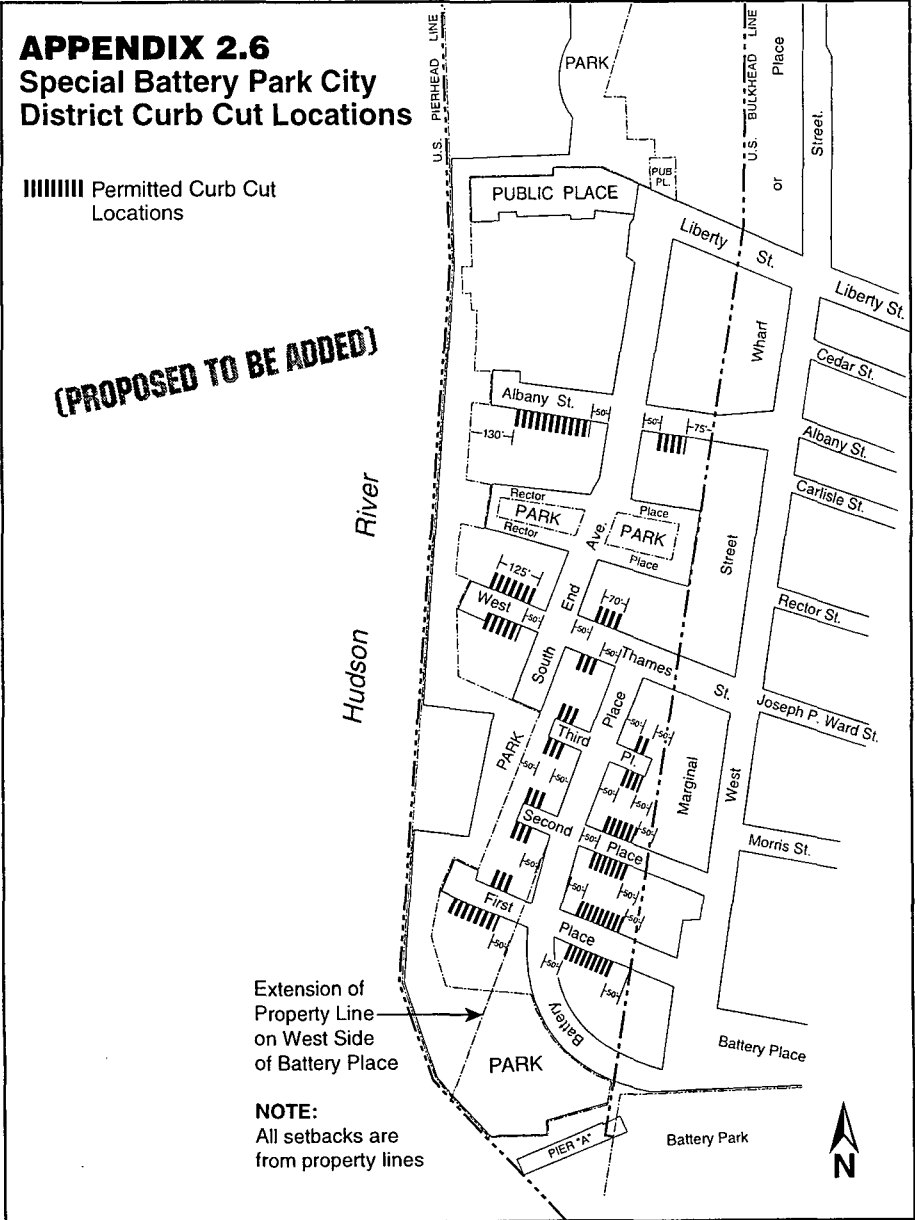 APPENDIX 2.6
Special Battery Park City
District Curb Cut Locations
Permitted Curb Cut
Locations
(PROPOSED TO BE ADDED)
U.S. PIERHEAD LINE
U.S. BULKHEAD LINE
PARK
Place
or
Street.
PUB
PL.
PUBLIC PLACE
Liberty St.
Liberty St.
Wharf
Cedar St.
Albany St.
-50'-
-130'-
-50'-
-75'-
Albany St.
Carlisle St.
Rector
PARK
Rector
Place
PARK
Place
Ave.
End
South
Street
Hudson River
-125'-
West
-50'-
-70'-
-50'-
-50'-
Thames St.
Rector St.
Joseph P. Ward St.
Place
-50'-
-50'-
Third
Pl.
PARK
-50'-
-50'-
-50'-
-50'-
Marginal
West
Second
Place
-50'-
-50'-
Morris St.
-50'-
-50'-
-50'-
First
Place
-50'-
-50'-
-50'-
-50'-
Battery
Battery Place
Extension of
Property Line
on West Side
of Battery Place
PARK
NOTE:
All setbacks are
from property lines
PIER "A"
Battery Park
N